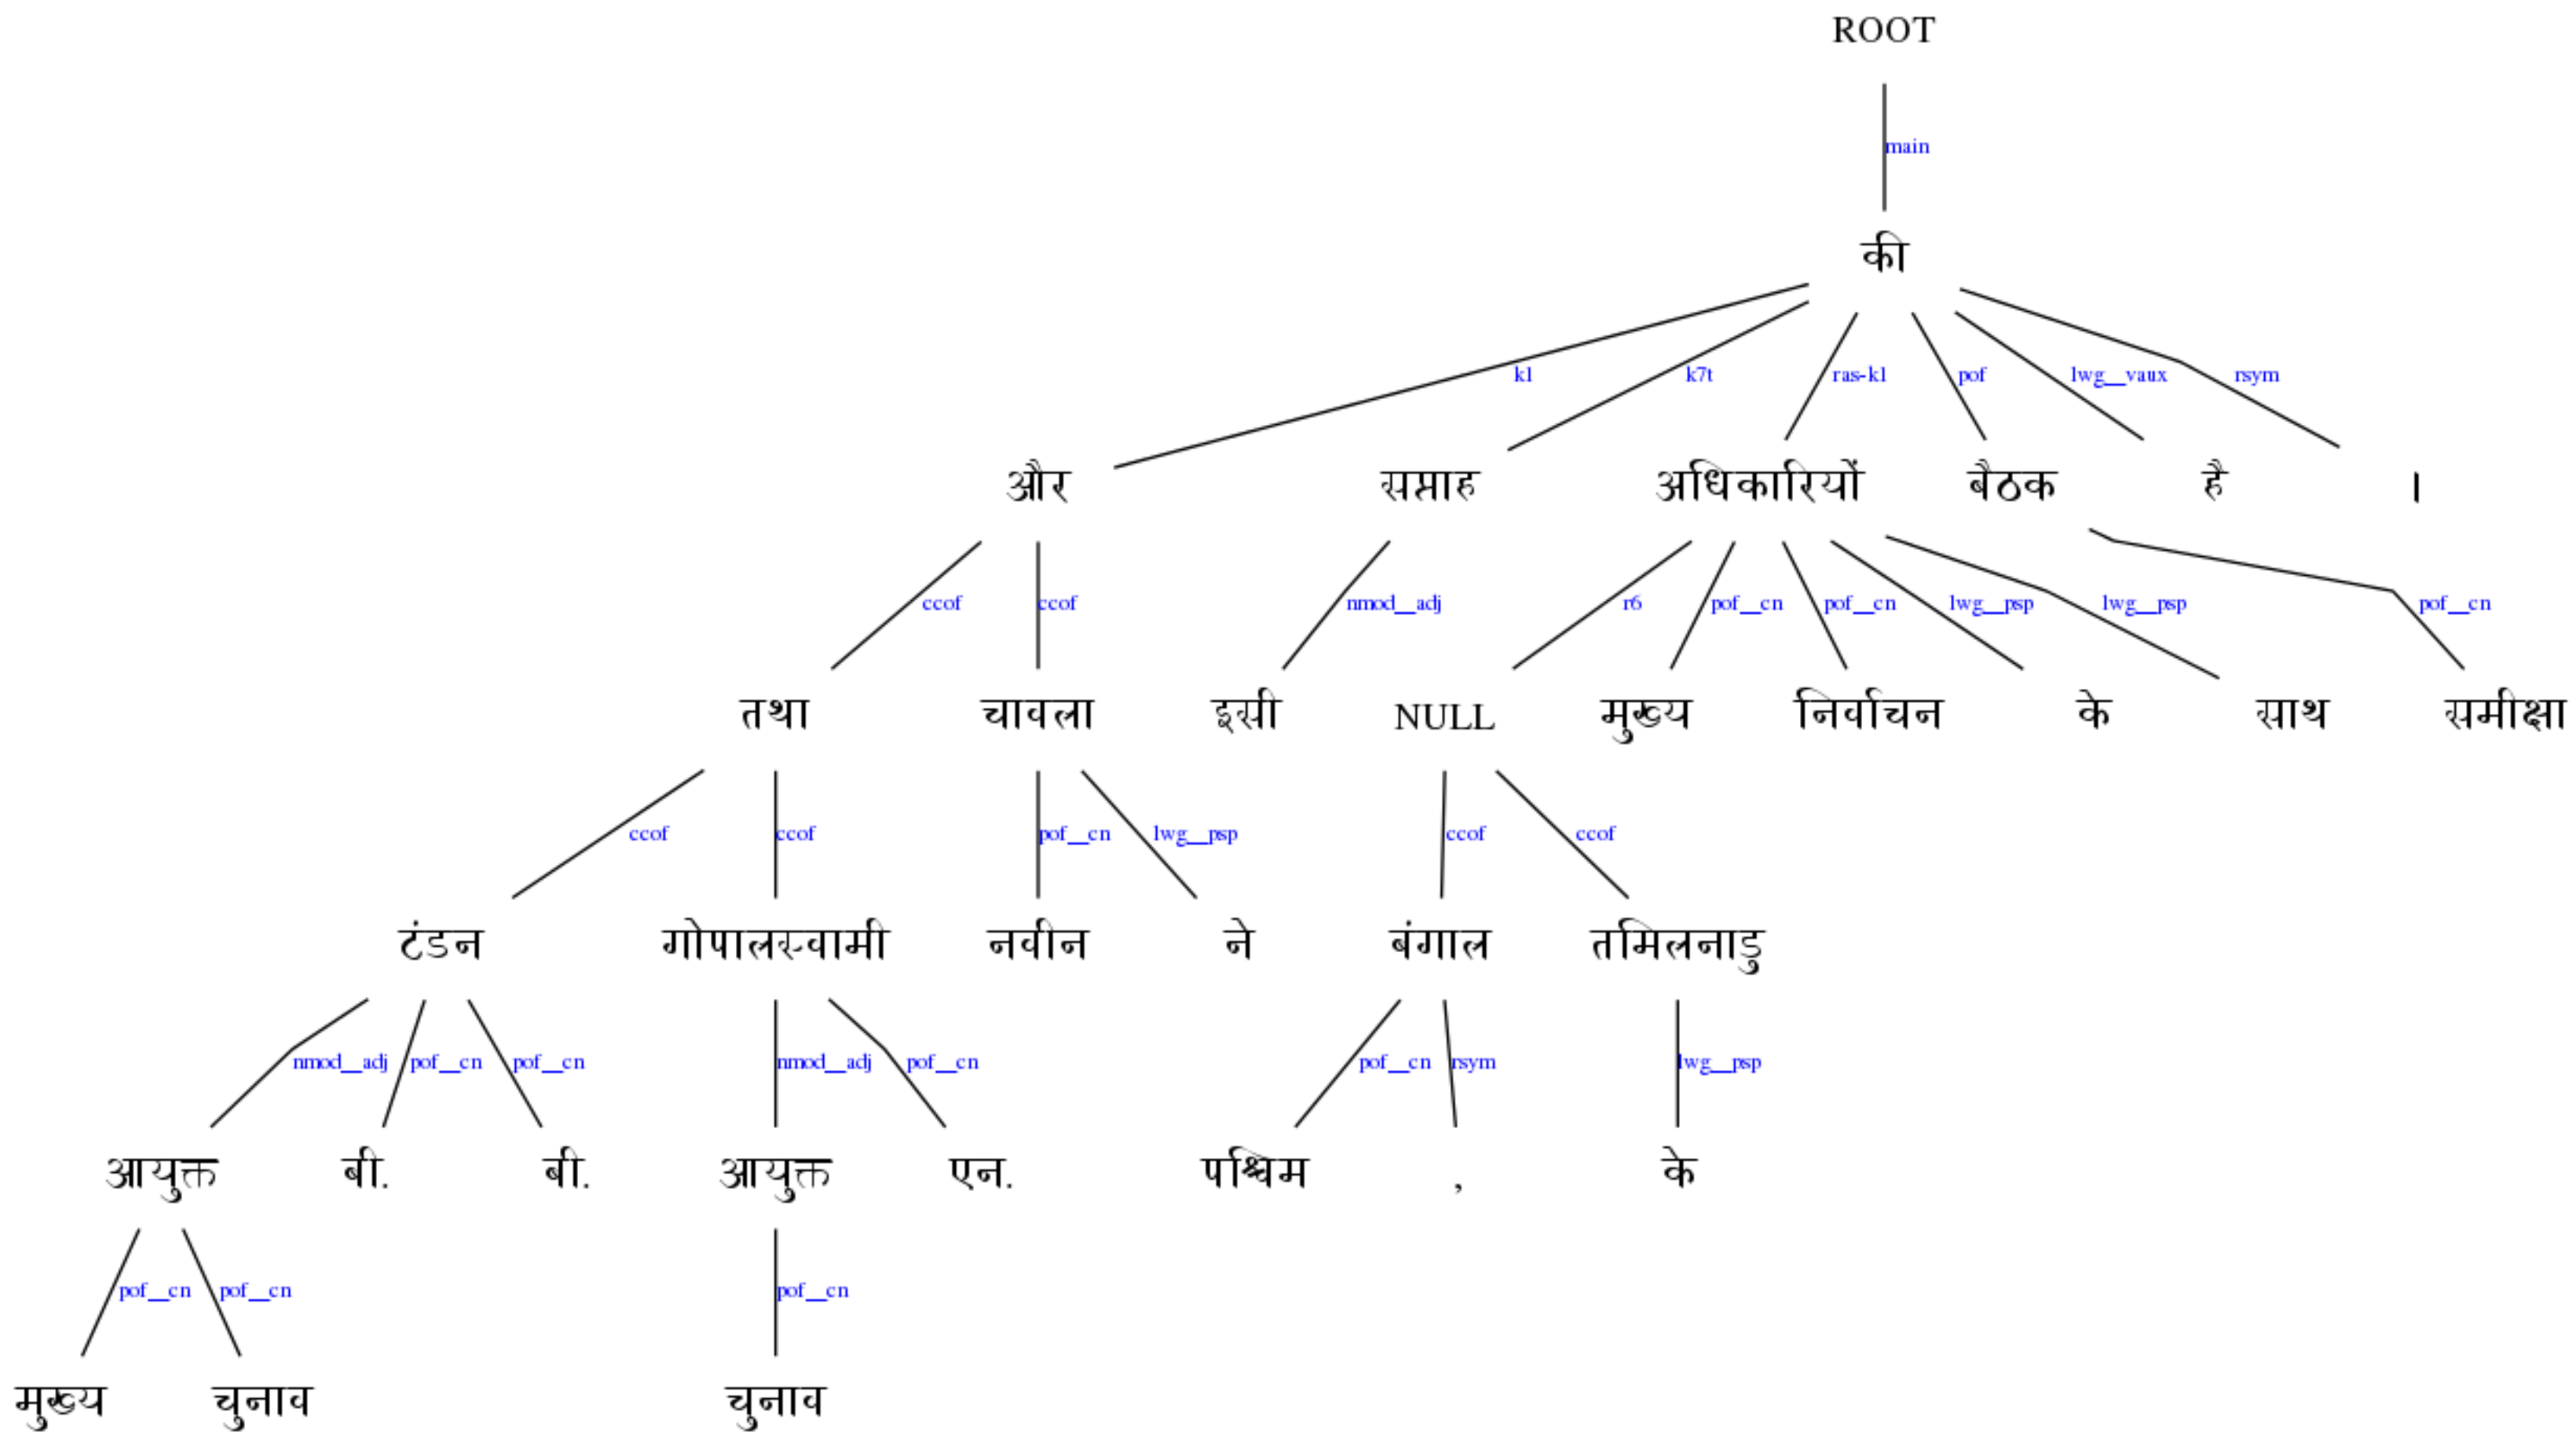 ROOT
main
की
k1 k7t ras-k1 pof lwg__vaux rsym
और सप्ताह अधिकारियों बैठक है ।
ccof ccof nmod__adj r6 pof__cn pof__cn lwg__psp lwg__psp pof__cn
तथा चावला इसी NULL मुख्य निर्वाचन के साथ समीक्षा
ccof ccof pof__cn lwg__psp ccof ccof
टंडन गोपालस्वामी नवीन ने बंगाल तमिलनाडु
nmod__adj pof__cn pof__cn nmod__adj pof__cn pof__cn rsym lwg__psp
आयुक्त बी. बी. आयुक्त एन. पश्चिम , के
pof__cn pof__cn pof__cn
मुख्य चुनाव चुनाव